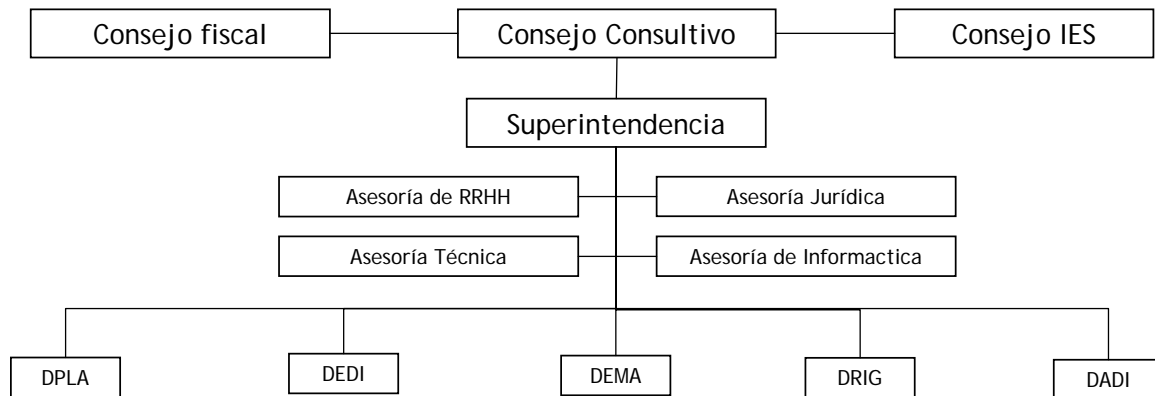 Consejo fiscal
Consejo Consultivo
Consejo IES
Superintendencia
Asesoría de RRHH
Asesoría Jurídica
Asesoría Técnica
Asesoría de Informactica
DPLA
DEDI
DEMA
DRIG
DADI